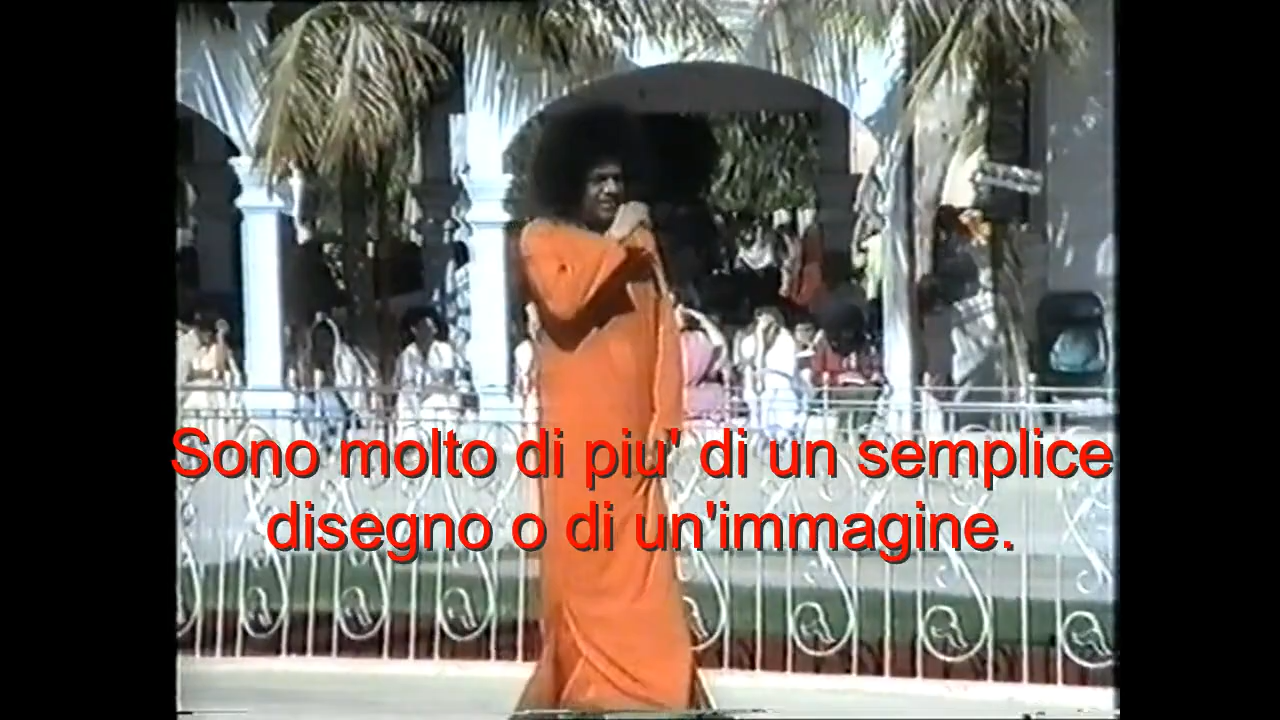 Sono molto di piu' di un semplice
disegno o di un'immagine.